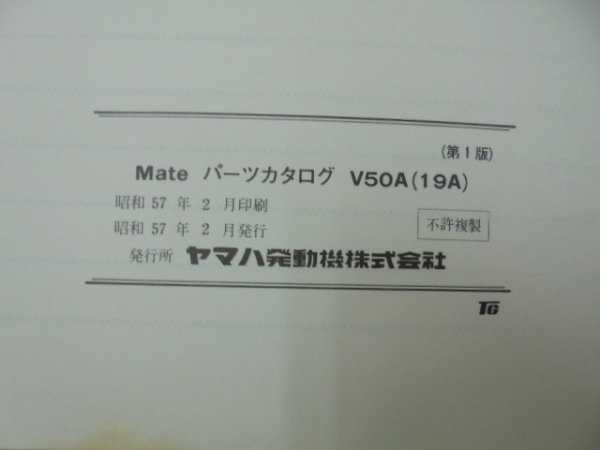 (第1版)
Mate パーツカタログ V50A(19A)
昭和 57 年 2 月印刷
昭和 57 年 2 月発行
不許複製
発行所 ヤマハ発動機株式会社
TG